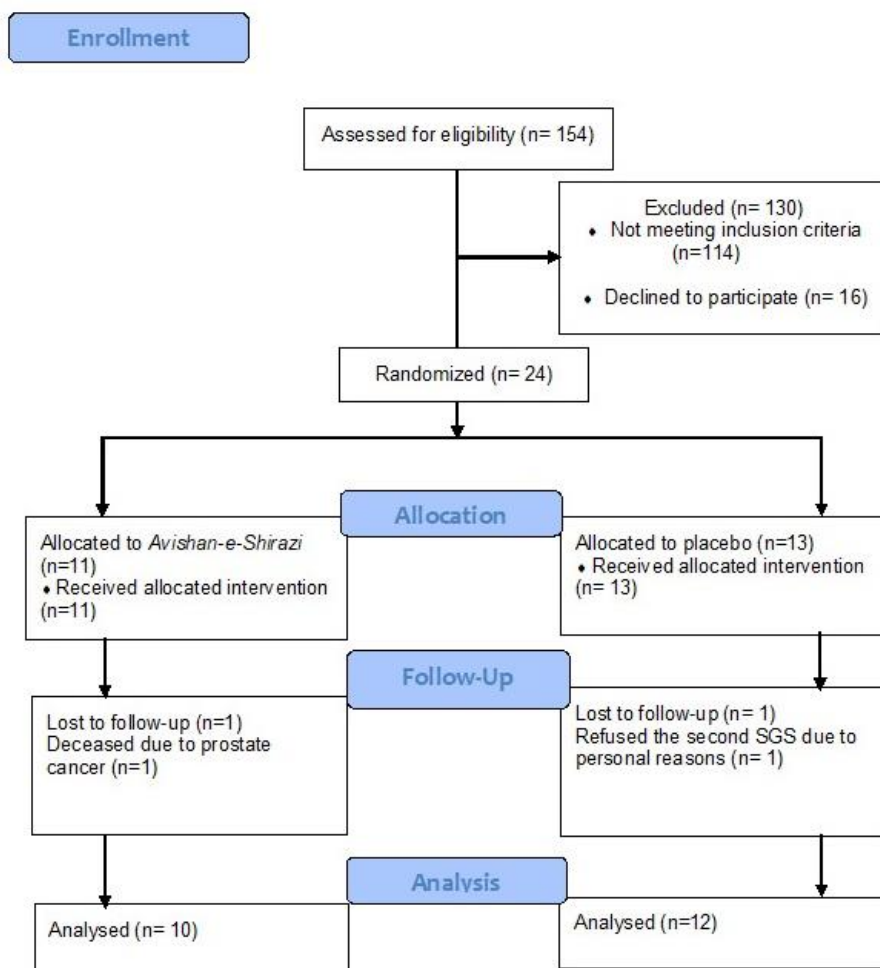 Enrollment
Assessed for eligibility (n= 154)
Excluded (n= 130)
♦ Not meeting inclusion criteria
(n=114)
♦ Declined to participate (n= 16)
Randomized (n= 24)
Allocation
Allocated to Avishan-e-Shirazi
(n=11)
♦ Received allocated intervention
(n=11)
Allocated to placebo (n=13)
♦ Received allocated intervention
(n= 13)
Follow-Up
Lost to follow-up (n=1)
Deceased due to prostate
cancer (n=1)
Lost to follow-up (n= 1)
Refused the second SGS due to
personal reasons (n= 1)
Analysis
Analysed (n= 10)
Analysed (n=12)